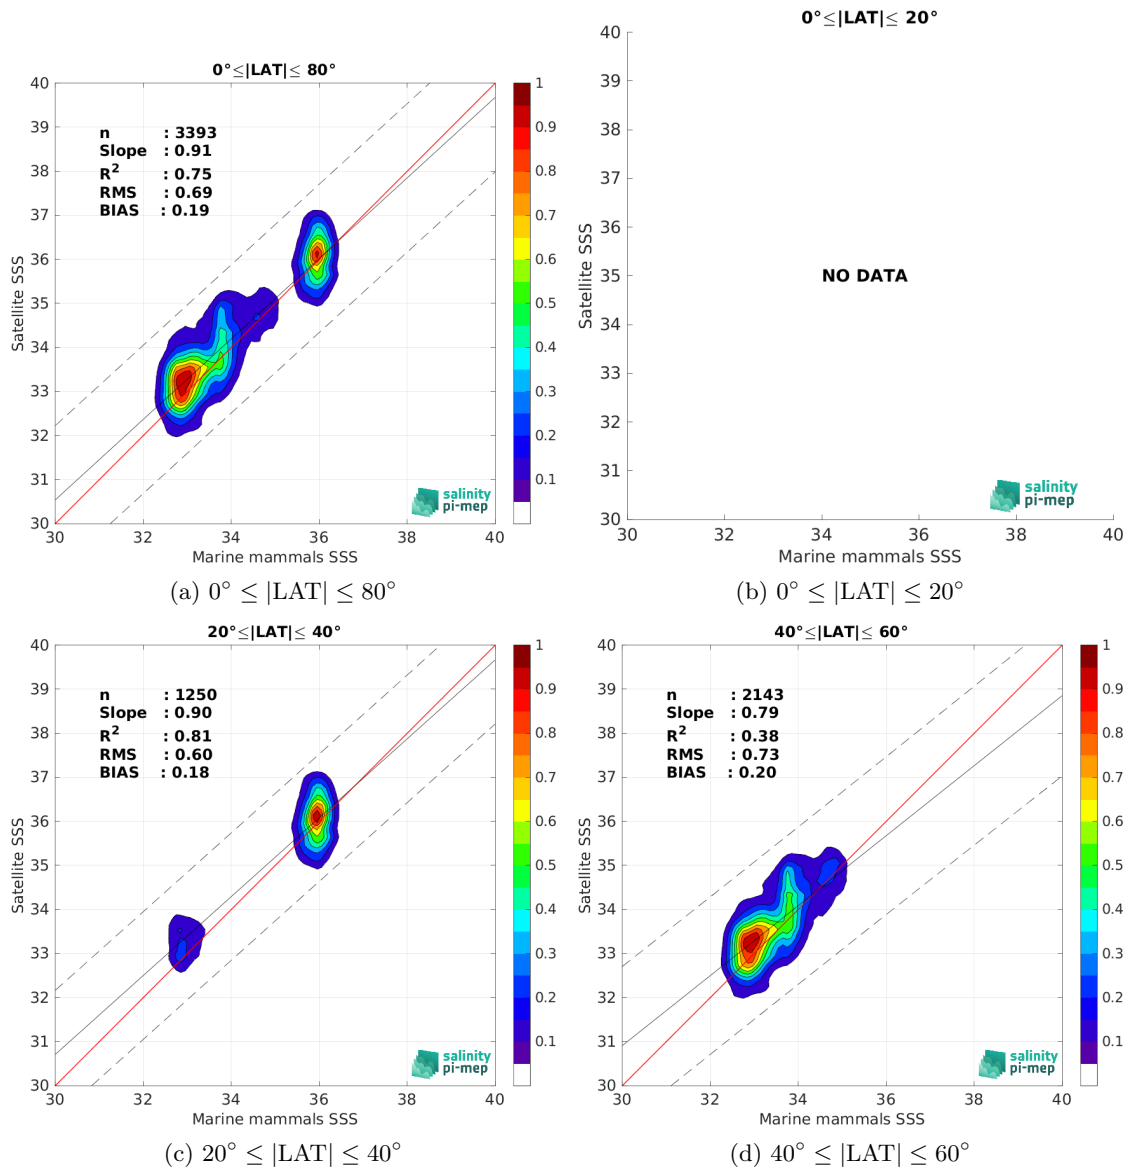 0°≤|LAT|≤ 80°
40
39
38
37
36
35
34
33
32
31
30
Satellite SSS
n : 3393
Slope : 0.91
R² : 0.75
RMS : 0.69
BIAS : 0.19
salinity
pi-mep
30 32 34 36 38 40
Marine mammals SSS
1
0.9
0.8
0.7
0.6
0.5
0.4
0.3
0.2
0.1
(a) 0° ≤ |LAT| ≤ 80°
0°≤|LAT|≤ 20°
40
39
38
37
36
35
34
33
32
31
30
Satellite SSS
NO DATA
salinity
pi-mep
30 32 34 36 38 40
Marine mammals SSS
(b) 0° ≤ |LAT| ≤ 20°
20°≤|LAT|≤ 40°
40
39
38
37
36
35
34
33
32
31
30
Satellite SSS
n : 1250
Slope : 0.90
R² : 0.81
RMS : 0.60
BIAS : 0.18
salinity
pi-mep
30 32 34 36 38 40
Marine mammals SSS
1
0.9
0.8
0.7
0.6
0.5
0.4
0.3
0.2
0.1
(c) 20° ≤ |LAT| ≤ 40°
40°≤|LAT|≤ 60°
40
39
38
37
36
35
34
33
32
31
30
Satellite SSS
n : 2143
Slope : 0.79
R² : 0.38
RMS : 0.73
BIAS : 0.20
salinity
pi-mep
30 32 34 36 38 40
Marine mammals SSS
1
0.9
0.8
0.7
0.6
0.5
0.4
0.3
0.2
0.1
(d) 40° ≤ |LAT| ≤ 60°